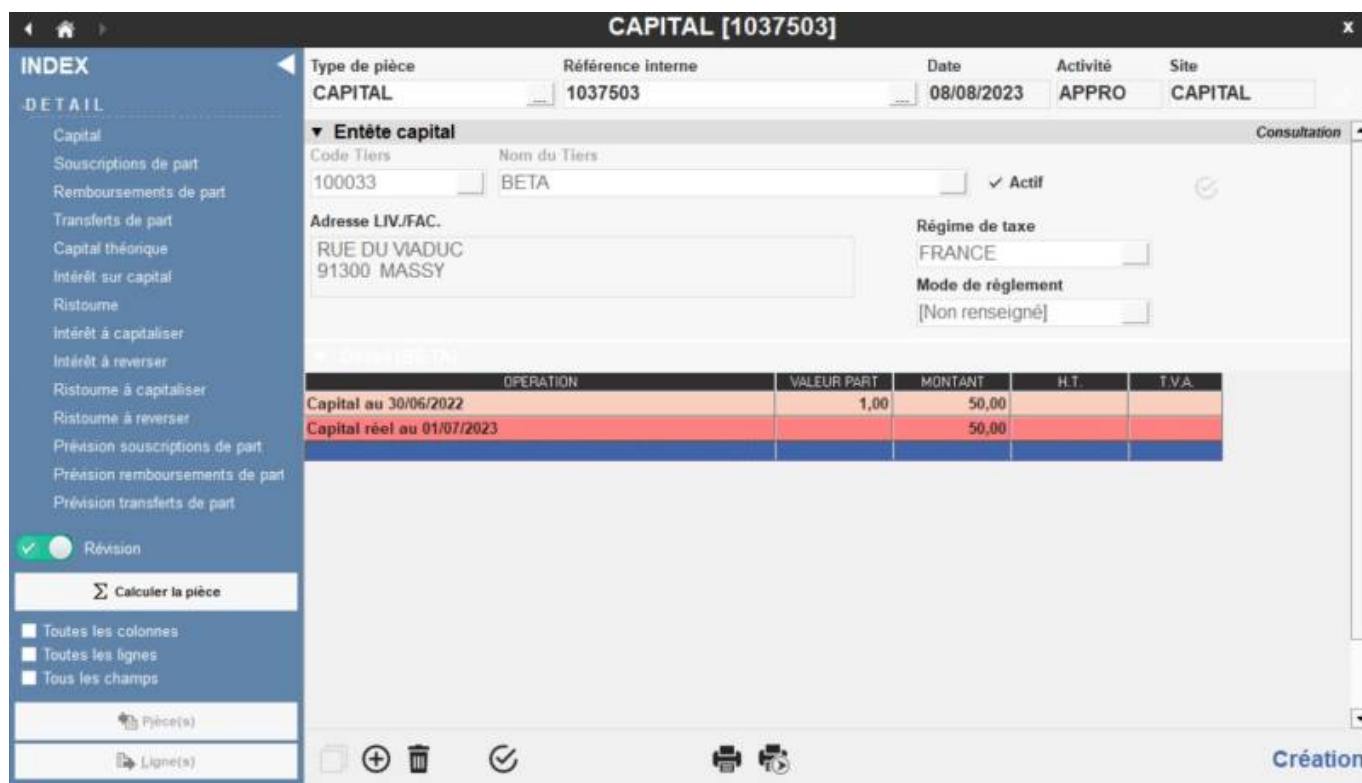 CAPITAL [1037503]
x
INDEX
DETAIL
Capital
Souscriptions de part
Remboursements de part
Transferts de part
Capital théorique
Intérêt sur capital
Ristourne
Intérêt à capitaliser
Intérêt à reverser
Ristourne à capitaliser
Ristourne à reverser
Prévision souscriptions de part
Prévision remboursements de part
Prévision transferts de part
Révision
Σ Calculer la pièce
Toutes les colonnes
Toutes les lignes
Tous les champs
Pièce(s)
Ligne(s)
Type de pièce Référence interne Date Activité Site
CAPITAL ... 1037503 ... 08/08/2023 APPRO CAPITAL
▼ Entête capital Consultation
Code Tiers Nom du Tiers
100033 BETA Actif
Adresse LIV./FAC. Régime de taxe
RUE DU VIADUC FRANCE
91300 MASSY
Mode de règlement
[Non renseigné]
OPERATION VALEUR PART MONTANT H.T. T.V.A.
Capital au 30/06/2022 1,00 50,00
Capital réel au 01/07/2023 50,00
Création